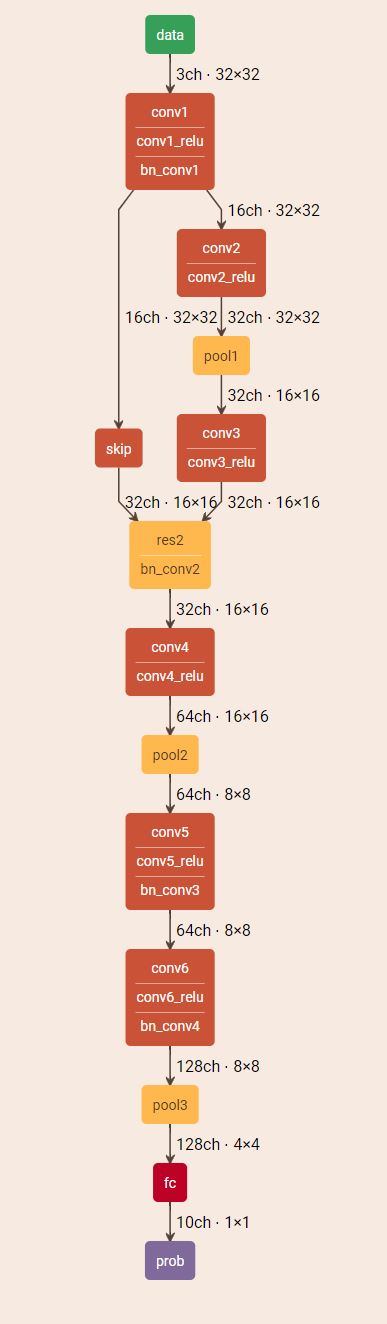 data
3ch · 32×32
conv1
conv1_relu
bn_conv1
16ch · 32×32
conv2
conv2_relu
16ch · 32×32
32ch · 32×32
pool1
32ch · 16×16
conv3
conv3_relu
skip
32ch · 16×16
32ch · 16×16
res2
bn_conv2
32ch · 16×16
conv4
conv4_relu
64ch · 16×16
pool2
64ch · 8×8
conv5
conv5_relu
bn_conv3
64ch · 8×8
conv6
conv6_relu
bn_conv4
128ch · 8×8
pool3
128ch · 4×4
fc
10ch · 1×1
prob